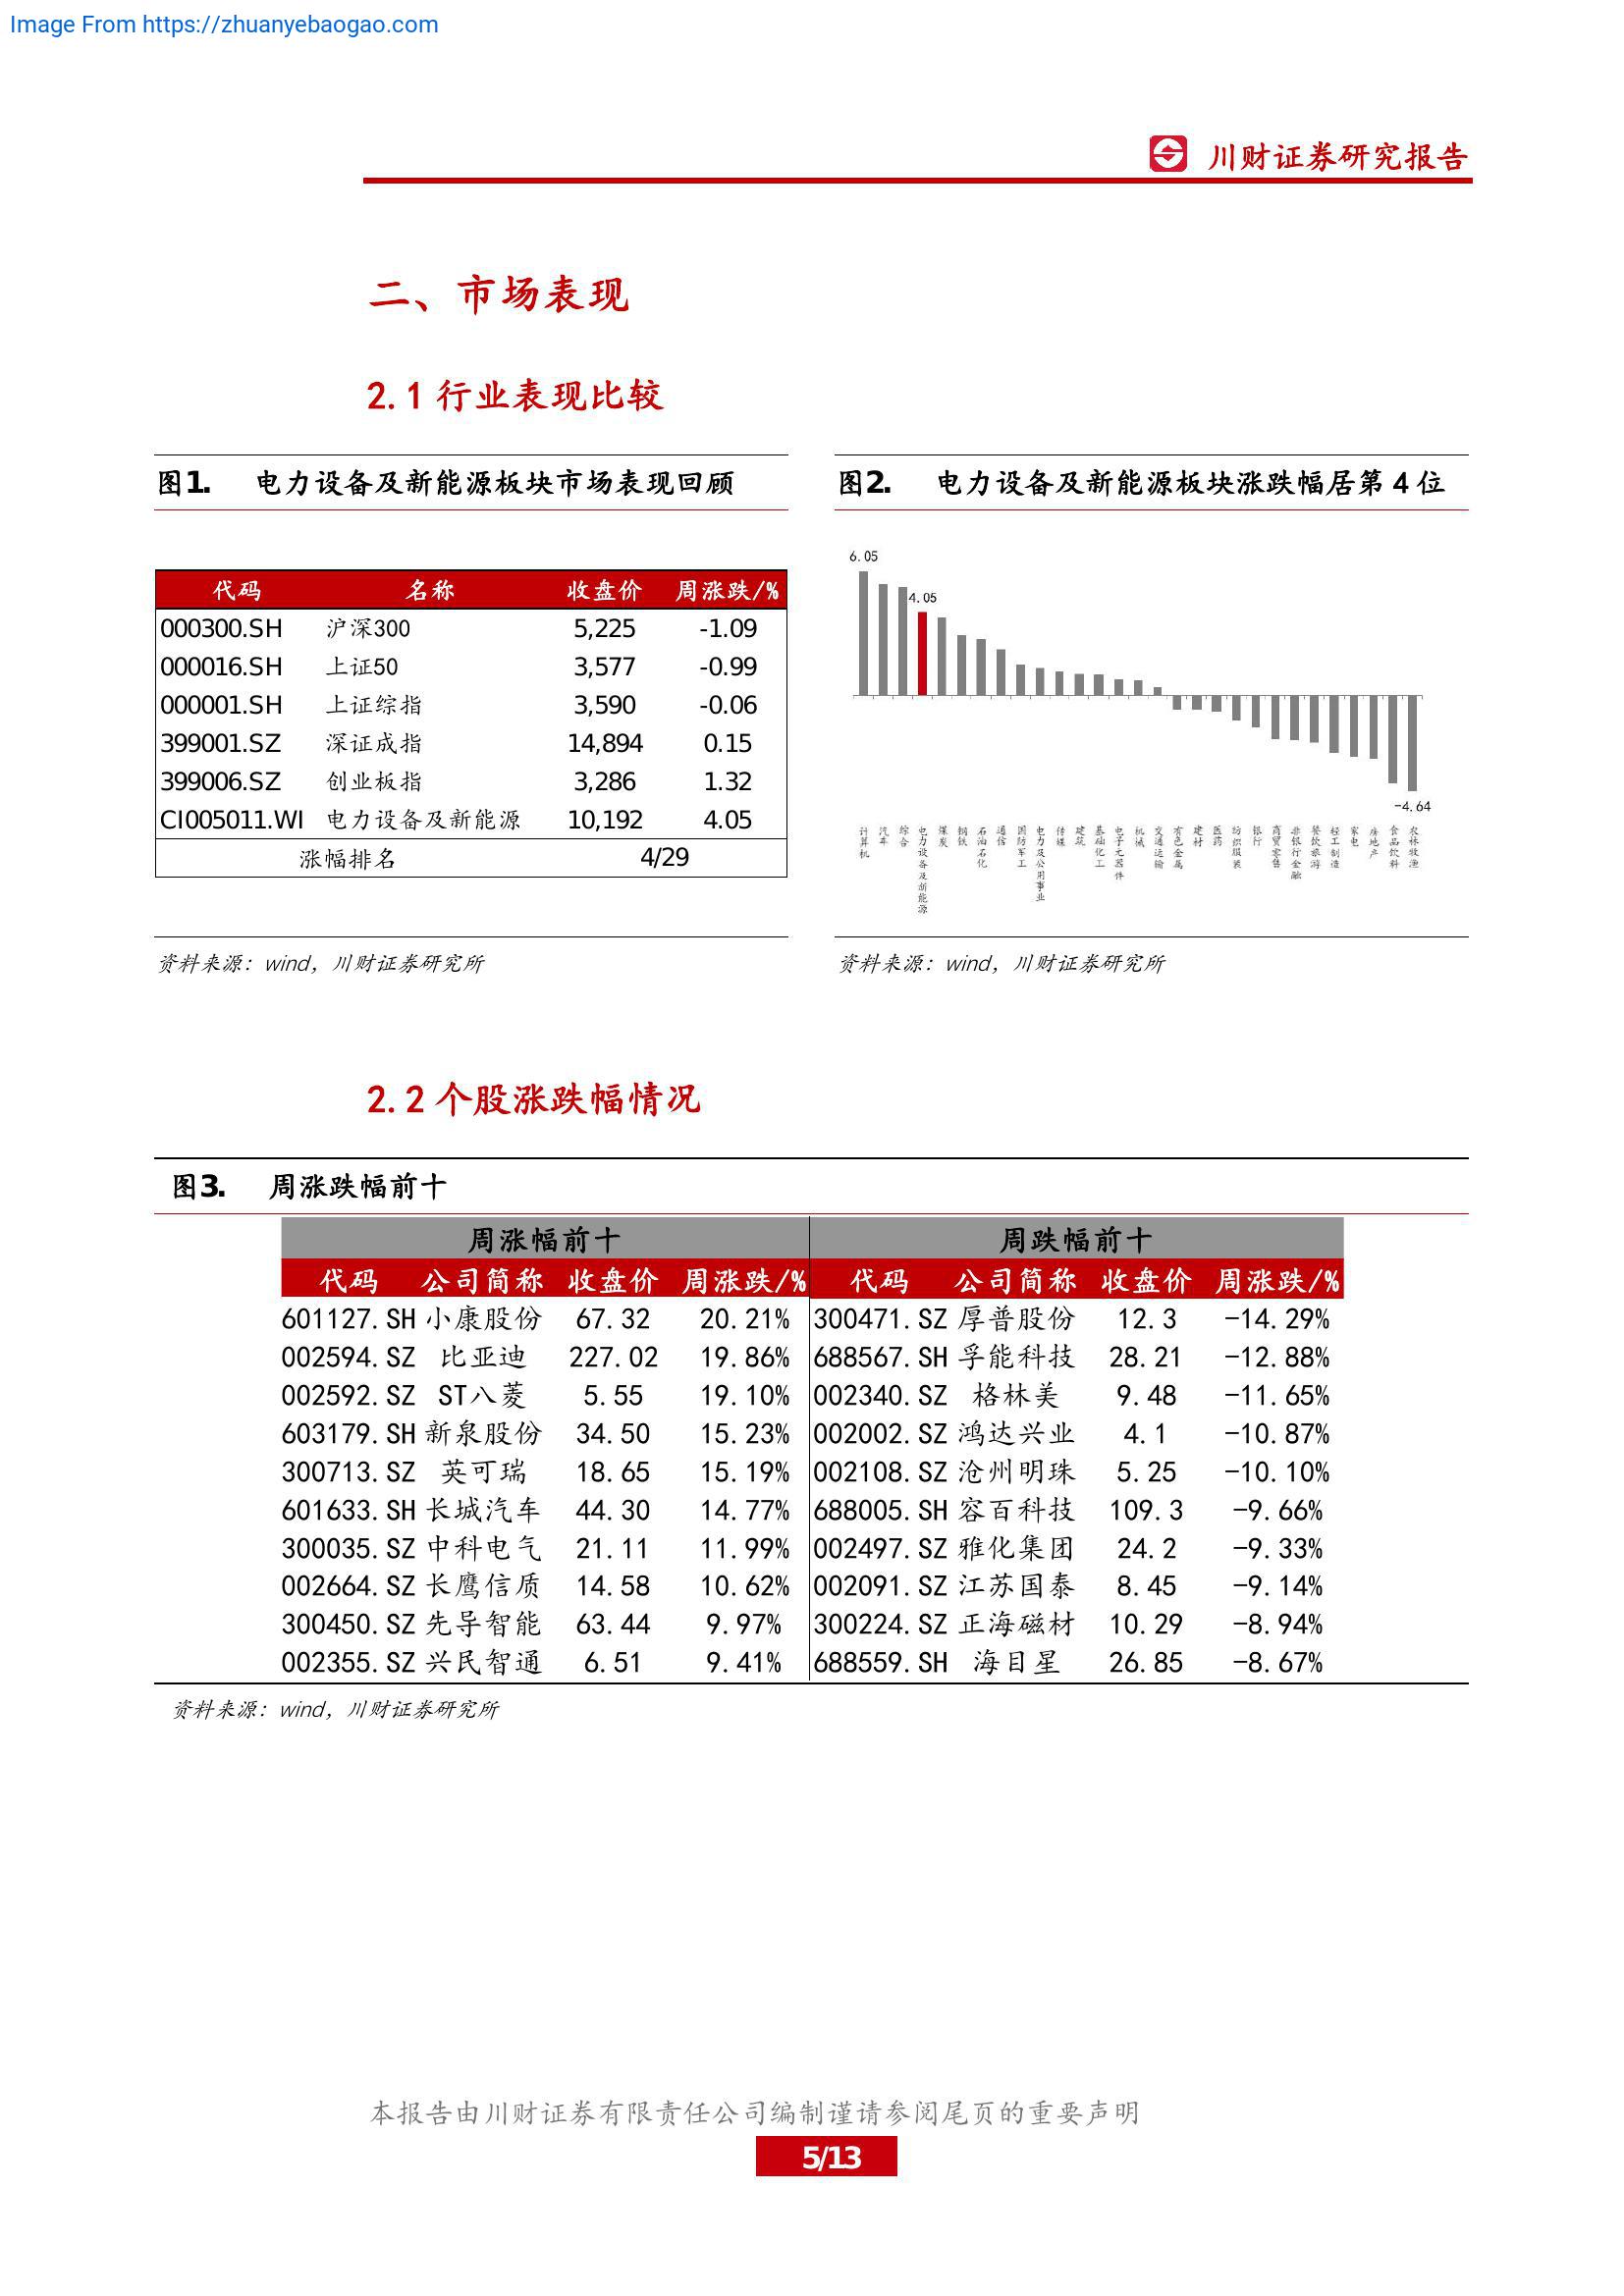 Image From https://zhuanyebaogao.com
川财证券研究报告
二、市场表现
2.1 行业表现比较
图1. 电力设备及新能源板块市场表现回顾
代码 名称 收盘价 周涨跌/%
000300.SH 沪深300 5,225 -1.09
000016.SH 上证50 3,577 -0.99
000001.SH 上证综指 3,590 -0.06
399001.SZ 深证成指 14,894 0.15
399006.SZ 创业板指 3,286 1.32
CI005011.WI 电力设备及新能源 10,192 4.05
涨幅排名 4/29
资料来源：wind，川财证券研究所
图2. 电力设备及新能源板块涨跌幅居第 4 位
6.05
4.05
-4.64
计算机
汽车
综合
电力设备及新能源
煤炭
钢铁
石油石化
通信
国防军工
电力及公用事业
传媒
建筑
基础化工
电子元器件
机械
交通运输
有色金属
建材
医药
纺织服装
银行
商贸零售
非银行金融
餐饮旅游
轻工制造
家电
房地产
食品饮料
农林牧渔
资料来源：wind，川财证券研究所
2.2 个股涨跌幅情况
图3. 周涨跌幅前十
周涨幅前十 周跌幅前十
代码 公司简称 收盘价 周涨跌/% 代码 公司简称 收盘价 周涨跌/%
601127.SH 小康股份 67.32 20.21% 300471.SZ 厚普股份 12.3 -14.29%
002594.SZ 比亚迪 227.02 19.86% 688567.SH 孚能科技 28.21 -12.88%
002592.SZ ST八菱 5.55 19.10% 002340.SZ 格林美 9.48 -11.65%
603179.SH 新泉股份 34.50 15.23% 002002.SZ 鸿达兴业 4.1 -10.87%
300713.SZ 英可瑞 18.65 15.19% 002108.SZ 沧州明珠 5.25 -10.10%
601633.SH 长城汽车 44.30 14.77% 688005.SH 容百科技 109.3 -9.66%
300035.SZ 中科电气 21.11 11.99% 002497.SZ 雅化集团 24.2 -9.33%
002664.SZ 长鹰信质 14.58 10.62% 002091.SZ 江苏国泰 8.45 -9.14%
300450.SZ 先导智能 63.44 9.97% 300224.SZ 正海磁材 10.29 -8.94%
002355.SZ 兴民智通 6.51 9.41% 688559.SH 海目星 26.85 -8.67%
资料来源：wind，川财证券研究所
本报告由川财证券有限责任公司编制谨请参阅尾页的重要声明
5/13